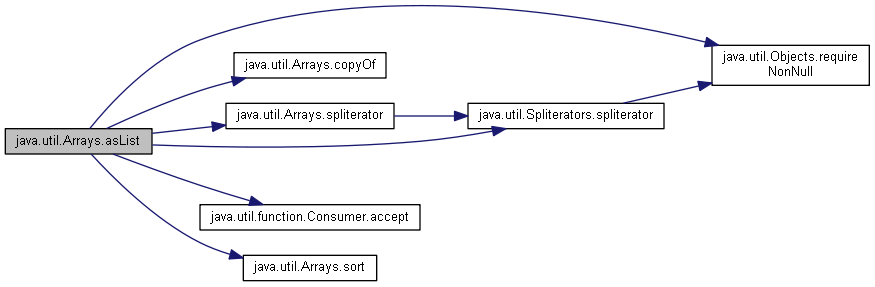 java.util.Objects.require
NonNull
java.util.Arrays.copyOf
java.util.Arrays.spliterator
java.util.Spliterators.spliterator
java.util.Arrays.asList
java.util.function.Consumer.accept
java.util.Arrays.sort